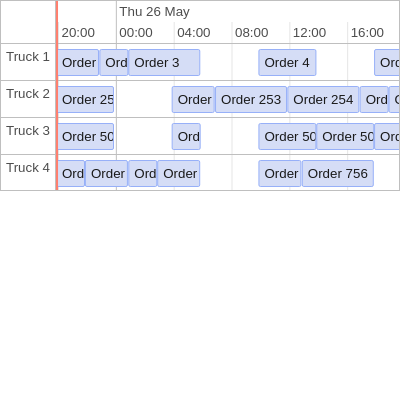 Thu 26 May
20:00 00:00 04:00 08:00 12:00 16:00
Truck 1 Order Ord Order 3 Order 4 Ord
Truck 2 Order 25 Order Order 253 Order 254 Ord
Truck 3 Order 50 Ord Order 50 Order 50 Ord
Truck 4 Ord Order Ord Order Order Order 756